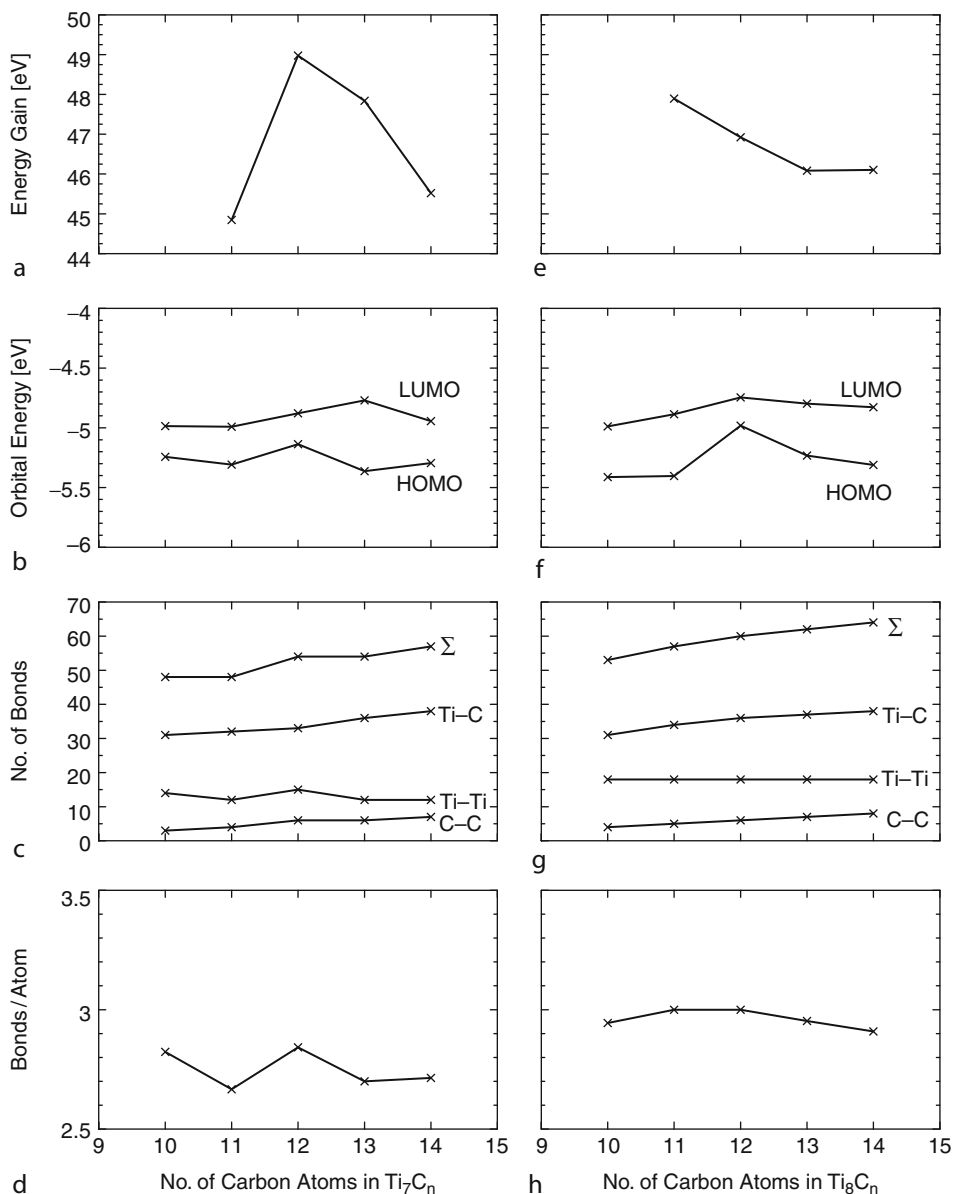 Energy Gain [eV]
50
49
48
47
46
45
44
a
e
Orbital Energy [eV]
−4
−4.5
−5
−5.5
−6
LUMO
HOMO
LUMO
HOMO
b
f
No. of Bonds
70
60
50
40
30
20
10
0
Σ
Ti–C
Ti–Ti
C–C
Σ
Ti–C
Ti–Ti
C–C
c
g
Bonds/Atom
3.5
3
2.5
9 10 11 12 13 14 15
9 10 11 12 13 14 15
d
No. of Carbon Atoms in Ti₇Cₙ
h
No. of Carbon Atoms in Ti₈Cₙ